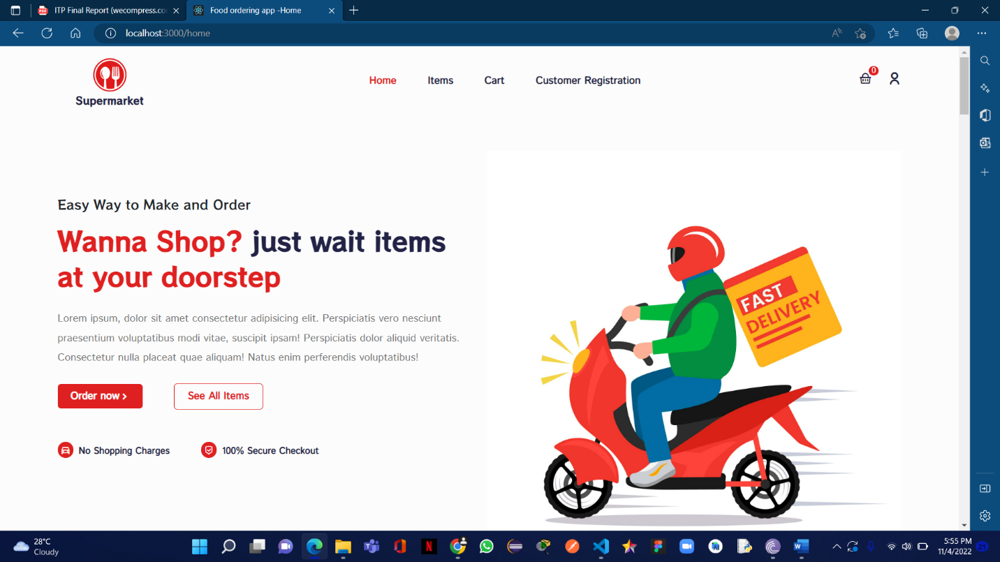 ITP Final Report (wecompress.co
Food ordering app -Home
localhost:3000/home
Supermarket
Home
Items
Cart
Customer Registration
0
Easy Way to Make and Order
Wanna Shop? just wait items
at your doorstep
Lorem ipsum, dolor sit amet consectetur adipisicing elit. Perspiciatis vero nesciunt
praesentium voluptatibus modi vitae, suscipit ipsam! Perspiciatis dolor aliquid veritatis.
Consectetur nulla placeat quae aliquam! Natus enim perferendis voluptatibus!
Order now >
See All Items
No Shopping Charges
100% Secure Checkout
FAST
DELIVERY
28°C
Cloudy
5:55 PM
11/4/2022
21